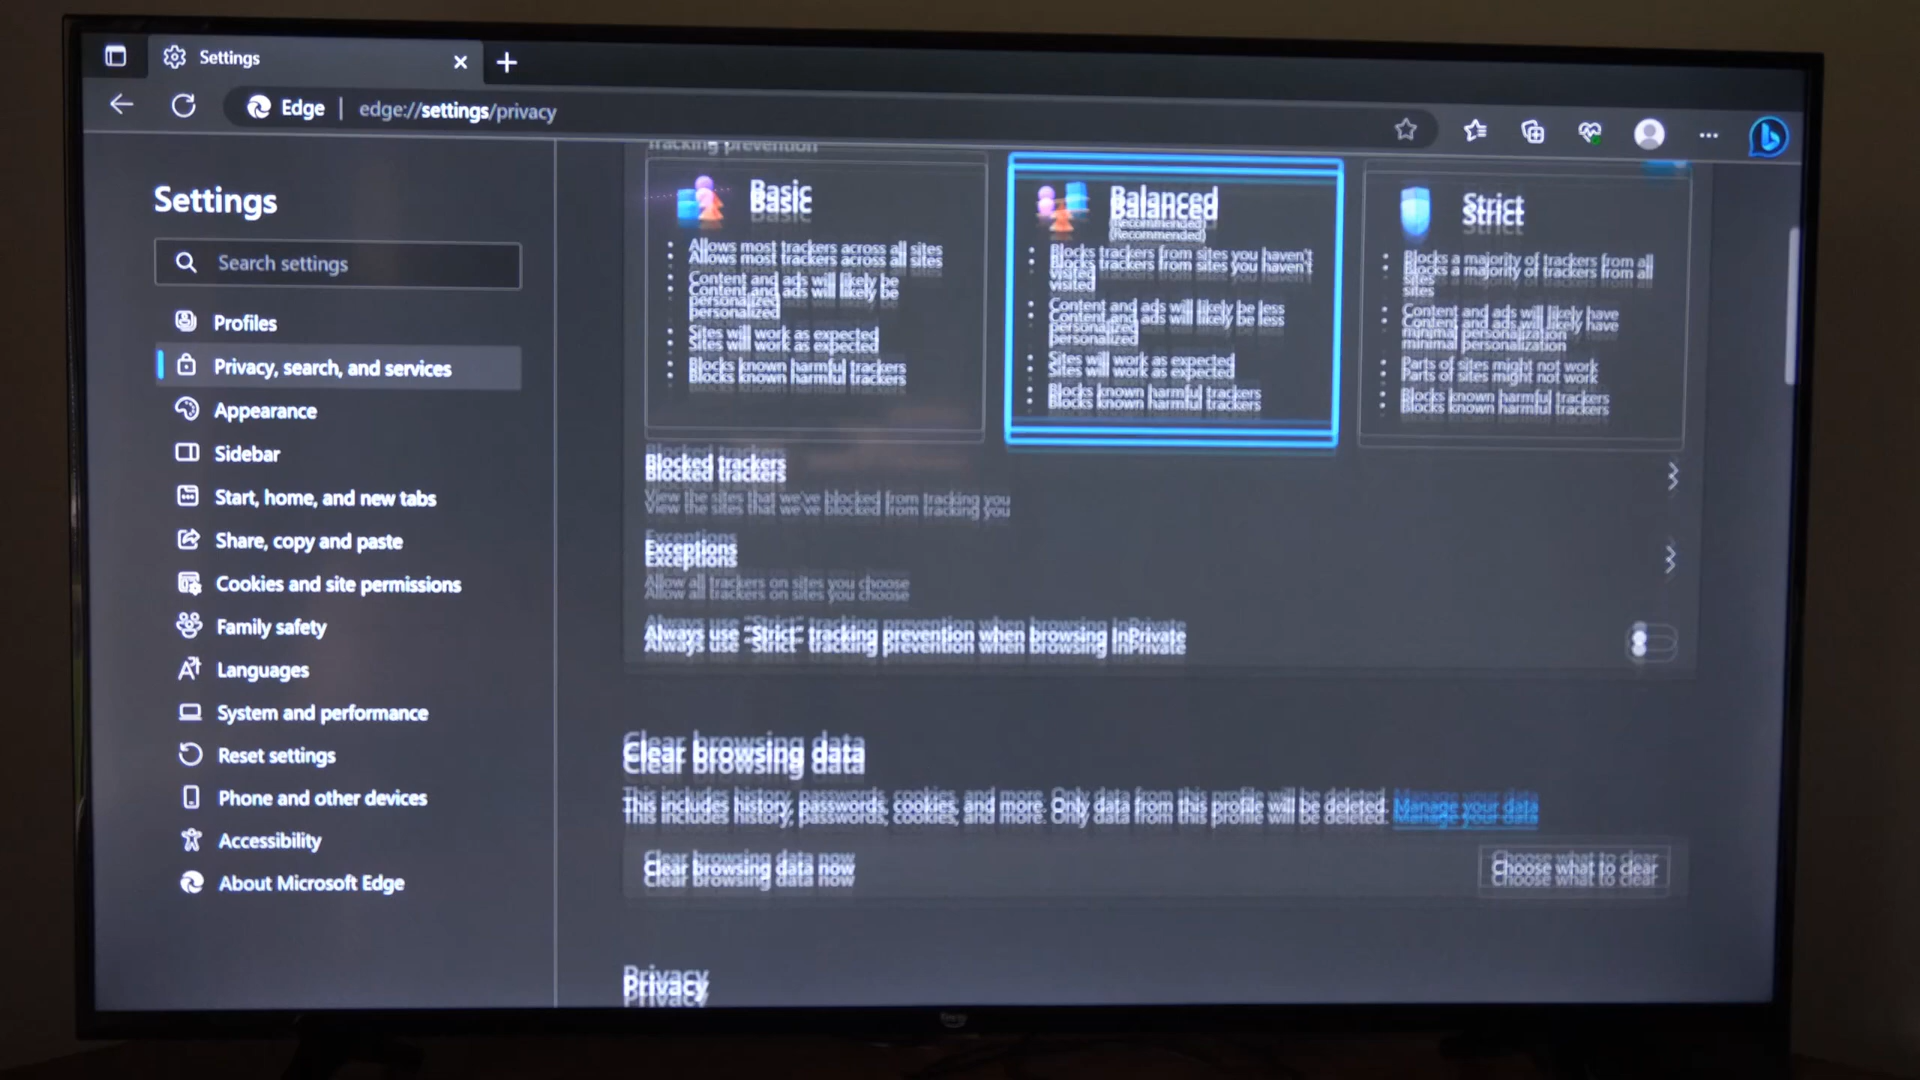 Settings
Edge | edge://settings/privacy
Settings
Search settings
Profiles
Privacy, search, and services
Appearance
Sidebar
Start, home, and new tabs
Share, copy and paste
Cookies and site permissions
Family safety
Languages
System and performance
Reset settings
Phone and other devices
Accessibility
About Microsoft Edge
Tracking prevention
Basic
Allows most trackers across all sites
Content and ads will likely be
personalized
Sites will work as expected
Blocks known harmful trackers
Balanced
(Recommended)
Blocks trackers from sites you haven't
visited
Content and ads will likely be less
personalized
Sites will work as expected
Blocks known harmful trackers
Strict
Blocks a majority of trackers from all
sites
Content and ads will likely have
minimal personalization
Parts of sites might not work
Blocks known harmful trackers
Blocked trackers
View the sites that we've blocked from tracking you
Exceptions
Allow all trackers on sites you choose
Always use "Strict" tracking prevention when browsing InPrivate
Clear browsing data
This includes history, passwords, cookies, and more. Only data from this profile will be deleted. Manage your data
Clear browsing data now
Choose what to clear
Privacy